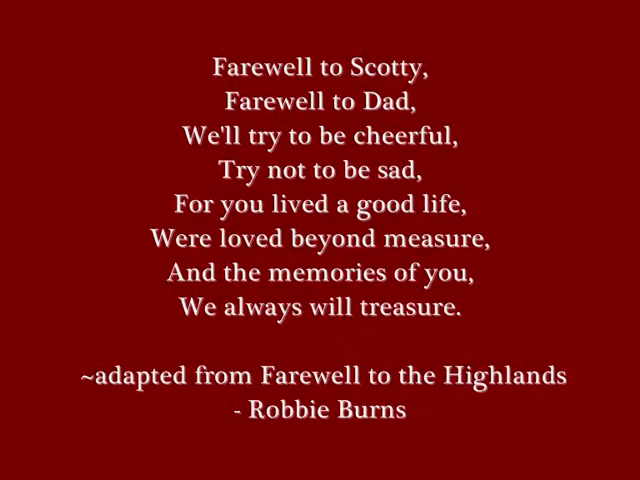 Farewell to Scotty,
Farewell to Dad,
We'll try to be cheerful,
Try not to be sad,
For you lived a good life,
Were loved beyond measure,
And the memories of you,
We always will treasure.
~adapted from Farewell to the Highlands
- Robbie Burns